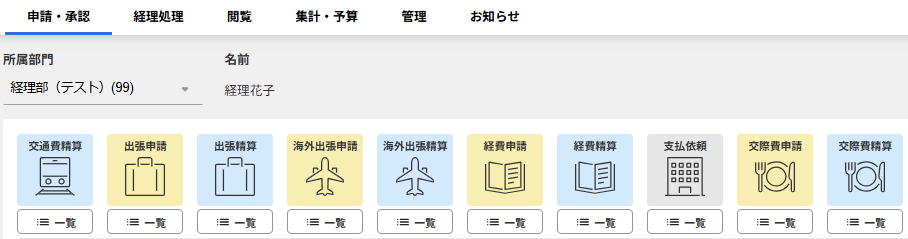 申請・承認 経理処理 閲覧 集計・予算 管理 お知らせ
所属部門 名前
経理部（テスト）(99) 経理花子
交通費精算 出張申請 出張精算 海外出張申請 海外出張精算 経費申請 経費精算 支払依頼 交際費申請 交際費精算
一覧 一覧 一覧 一覧 一覧 一覧 一覧 一覧 一覧 一覧